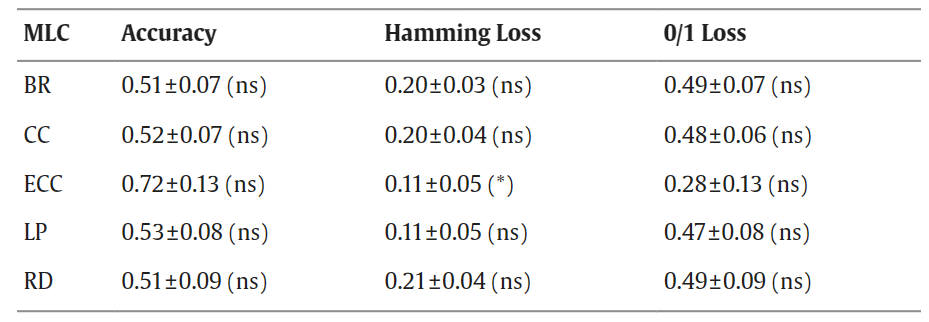 MLC Accuracy Hamming Loss 0/1 Loss
BR 0.51±0.07 (ns) 0.20±0.03 (ns) 0.49±0.07 (ns)
CC 0.52±0.07 (ns) 0.20±0.04 (ns) 0.48±0.06 (ns)
ECC 0.72±0.13 (ns) 0.11±0.05 (*) 0.28±0.13 (ns)
LP 0.53±0.08 (ns) 0.11±0.05 (ns) 0.47±0.08 (ns)
RD 0.51±0.09 (ns) 0.21±0.04 (ns) 0.49±0.09 (ns)